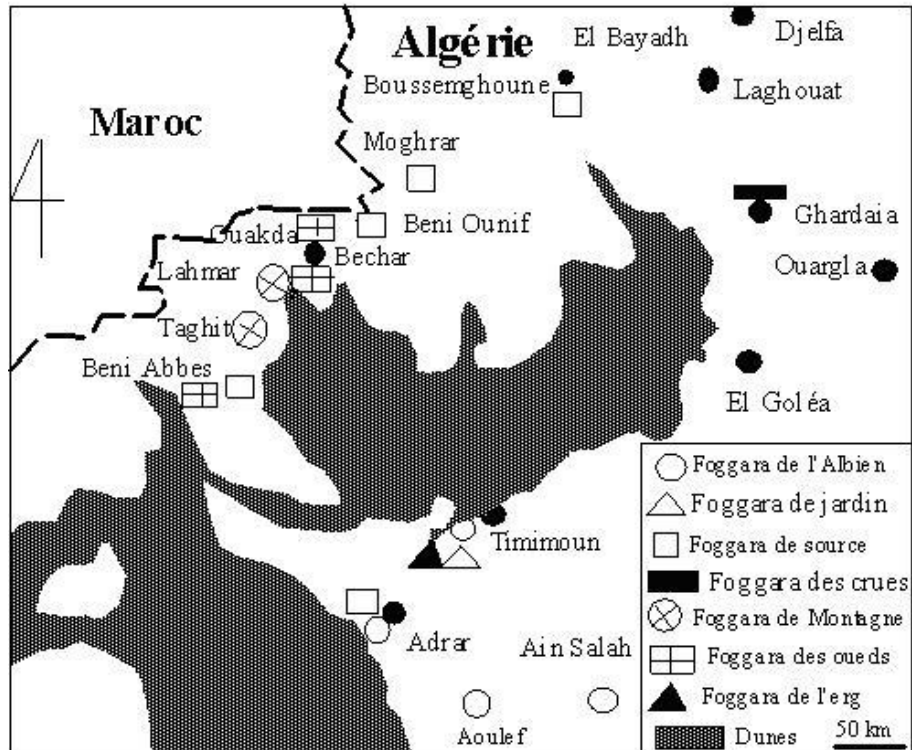 Algérie
El Bayadh
Djelfa
Boussemghoune
Laghouat
Maroc
Moghrar
Ghardaia
Ouakda
Beni Ounif
Bechar
Lahmar
Ouargla
Taghit
Beni Abbes
El Goléa
Timimoun
Adrar
Ain Salah
Aoulef
Foggara de l'Albien
Foggara de jardin
Foggara de source
Foggara des crues
Foggara de Montagne
Foggara des oueds
Foggara de l'erg
Dunes
50 km